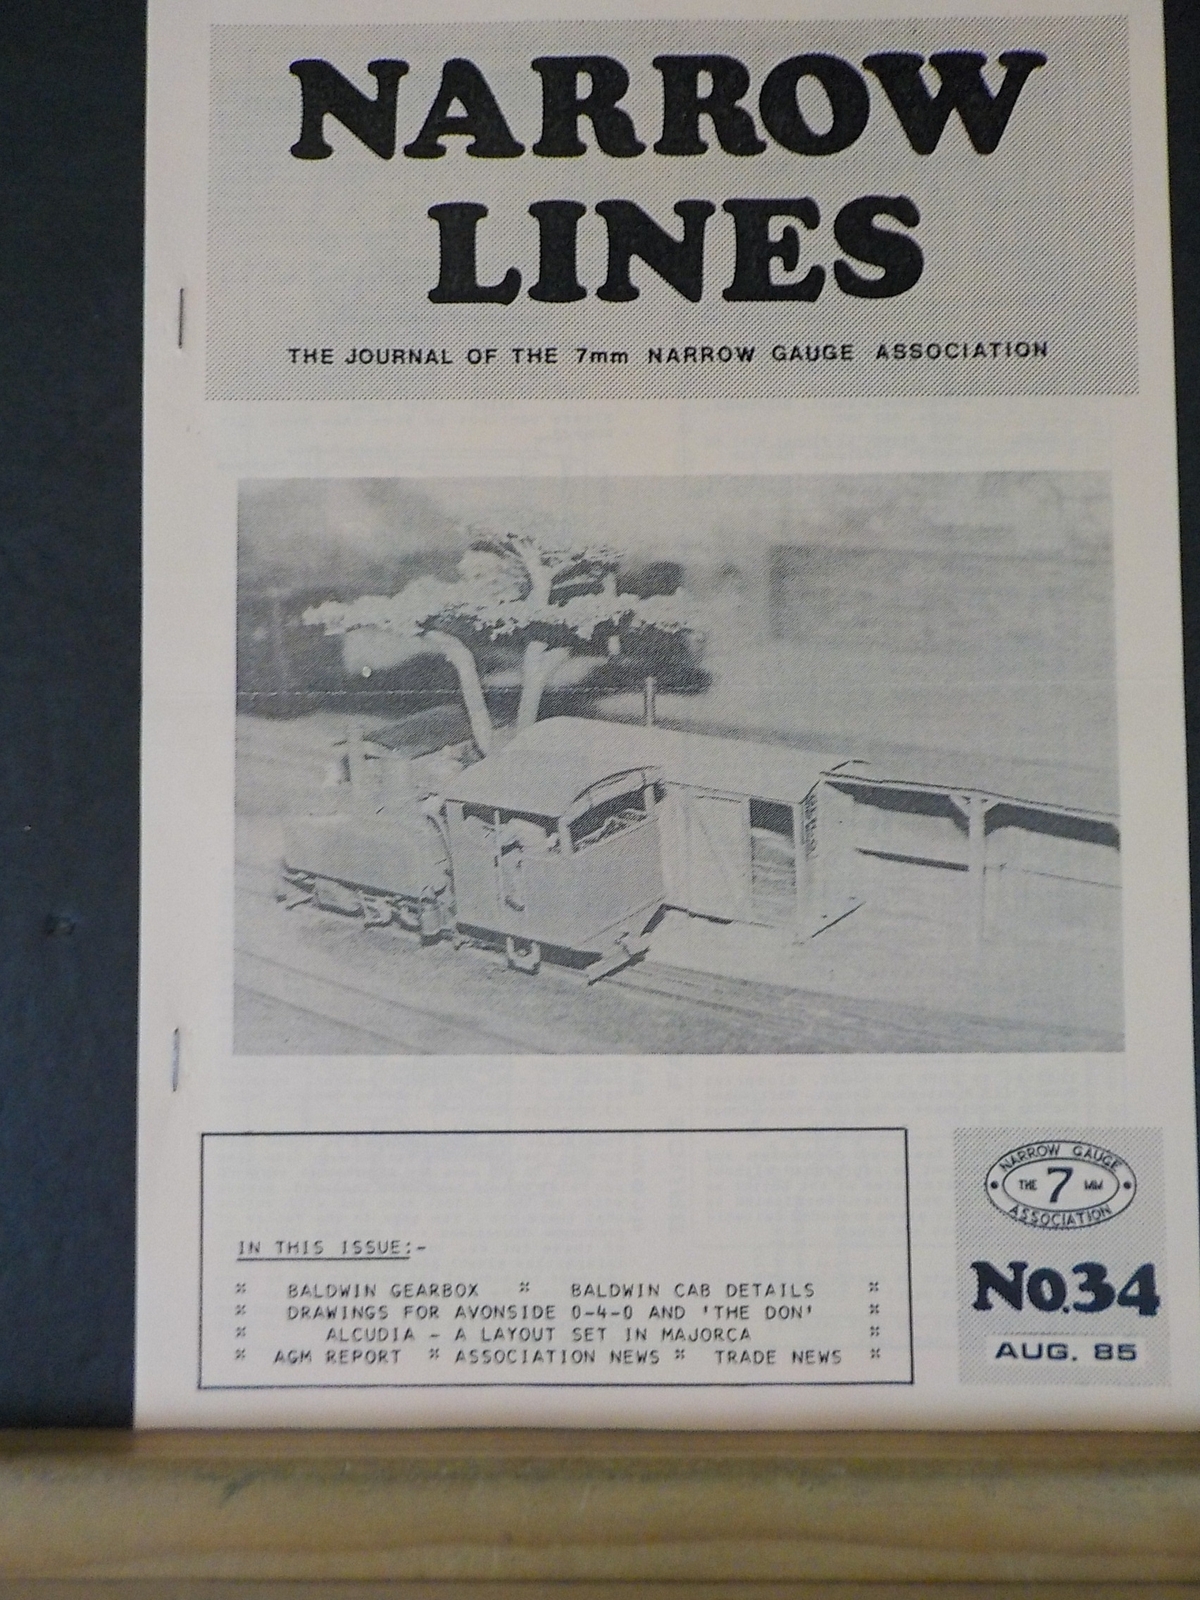 NARROW
LINES
THE JOURNAL OF THE 7mm NARROW GAUGE ASSOCIATION
IN THIS ISSUE:-
* BALDWIN GEARBOX * BALDWIN CAB DETAILS *
* DRAWINGS FOR AVONSIDE 0-4-0 AND 'THE DON' *
* ALCUDIA - A LAYOUT SET IN MAJORCA *
* AGM REPORT * ASSOCIATION NEWS * TRADE NEWS *
NARROW GAUGE
THE 7 MM
ASSOCIATION
No.34
AUG. 85